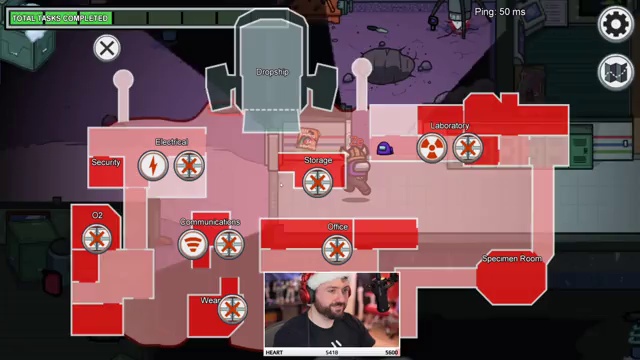 TOTAL TASKS COMPLETED
Ping: 50 ms
Dropship
Electrical
Laboratory
Security
Storage
O2
Communications
Office
Specimen Room
HEART 5418 5600